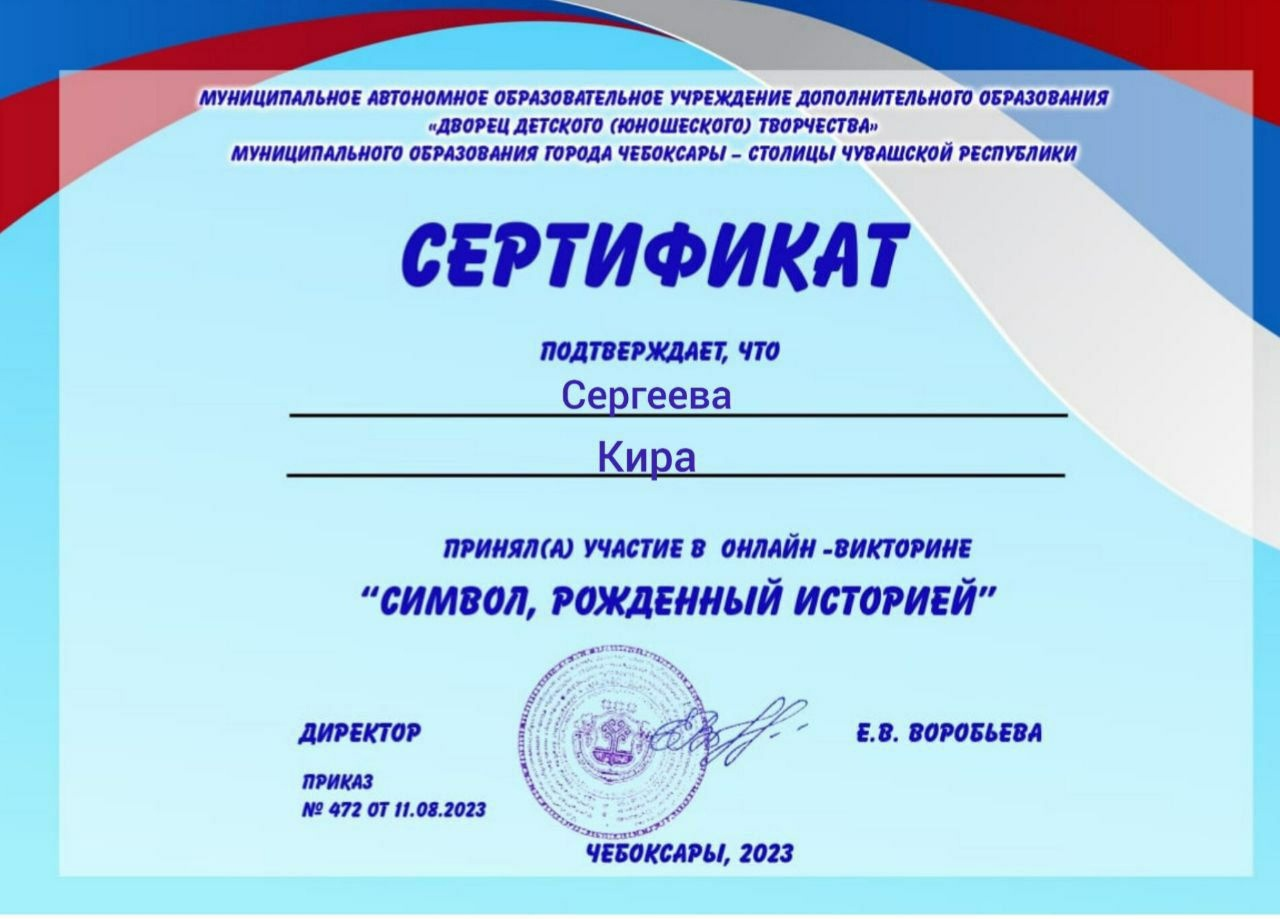 МУНИЦИПАЛЬНОЕ АВТОНОМНОЕ ОБРАЗОВАТЕЛЬНОЕ УЧРЕЖДЕНИЕ ДОПОЛНИТЕЛЬНОГО ОБРАЗОВАНИЯ
«ДВОРЕЦ ДЕТСКОГО (ЮНОШЕСКОГО) ТВОРЧЕСТВА»
МУНИЦИПАЛЬНОГО ОБРАЗОВАНИЯ ГОРОДА ЧЕБОКСАРЫ – СТОЛИЦЫ ЧУВАШСКОЙ РЕСПУБЛИКИ
СЕРТИФИКАТ
ПОДТВЕРЖДАЕТ, ЧТО
Сергеева
Кира
ПРИНЯЛ(А) УЧАСТИЕ В ОНЛАЙН -ВИКТОРИНЕ
“СИМВОЛ, РОЖДЕННЫЙ ИСТОРИЕЙ”
ДИРЕКТОР Е.В. ВОРОБЬЕВА
ПРИКАЗ
№ 472 ОТ 11.08.2023
ЧЕБОКСАРЫ, 2023